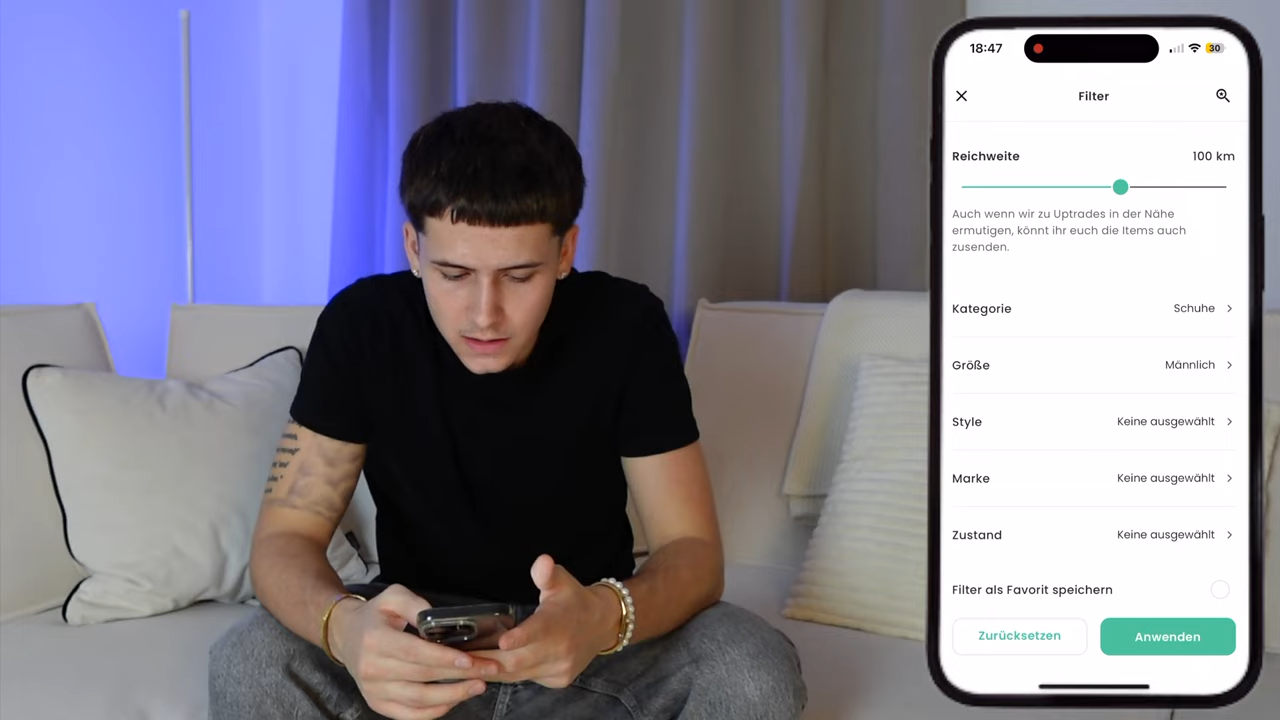 18:47
30
Filter
Reichweite 100 km
Auch wenn wir zu Uptrades in der Nähe
ermutigen, könnt ihr euch die Items auch
zusenden.
Kategorie Schuhe
Größe Männlich
Style Keine ausgewählt
Marke Keine ausgewählt
Zustand Keine ausgewählt
Filter als Favorit speichern
Zurücksetzen Anwenden